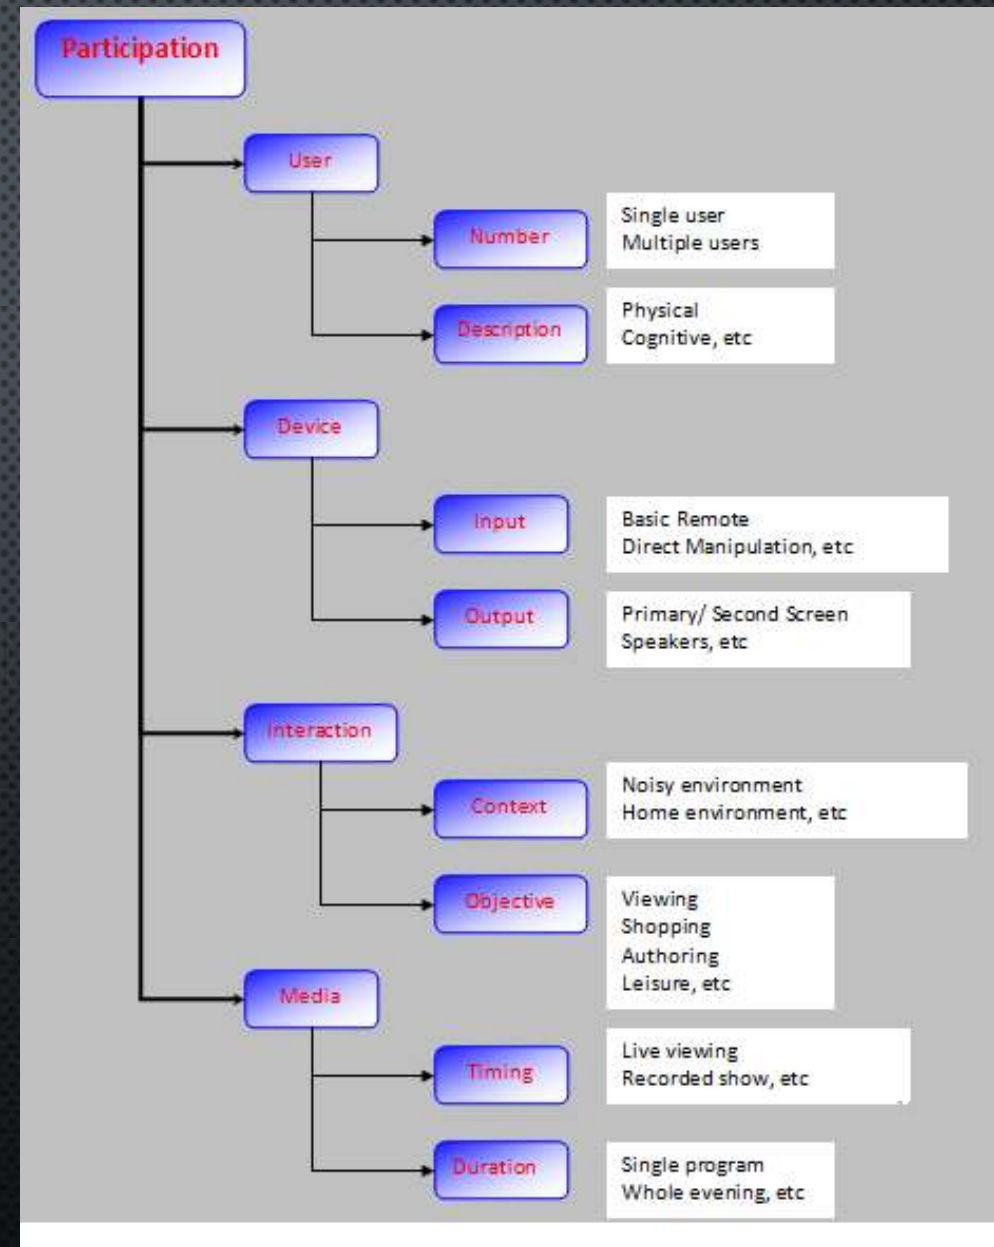 Participation
User
Number
Single user
Multiple users
Description
Physical
Cognitive, etc
Device
Input
Basic Remote
Direct Manipulation, etc
Output
Primary/ Second Screen
Speakers, etc
Interaction
Context
Noisy environment
Home environment, etc
Objective
Viewing
Shopping
Authoring
Leisure, etc
Media
Timing
Live viewing
Recorded show, etc
Duration
Single program
Whole evening, etc